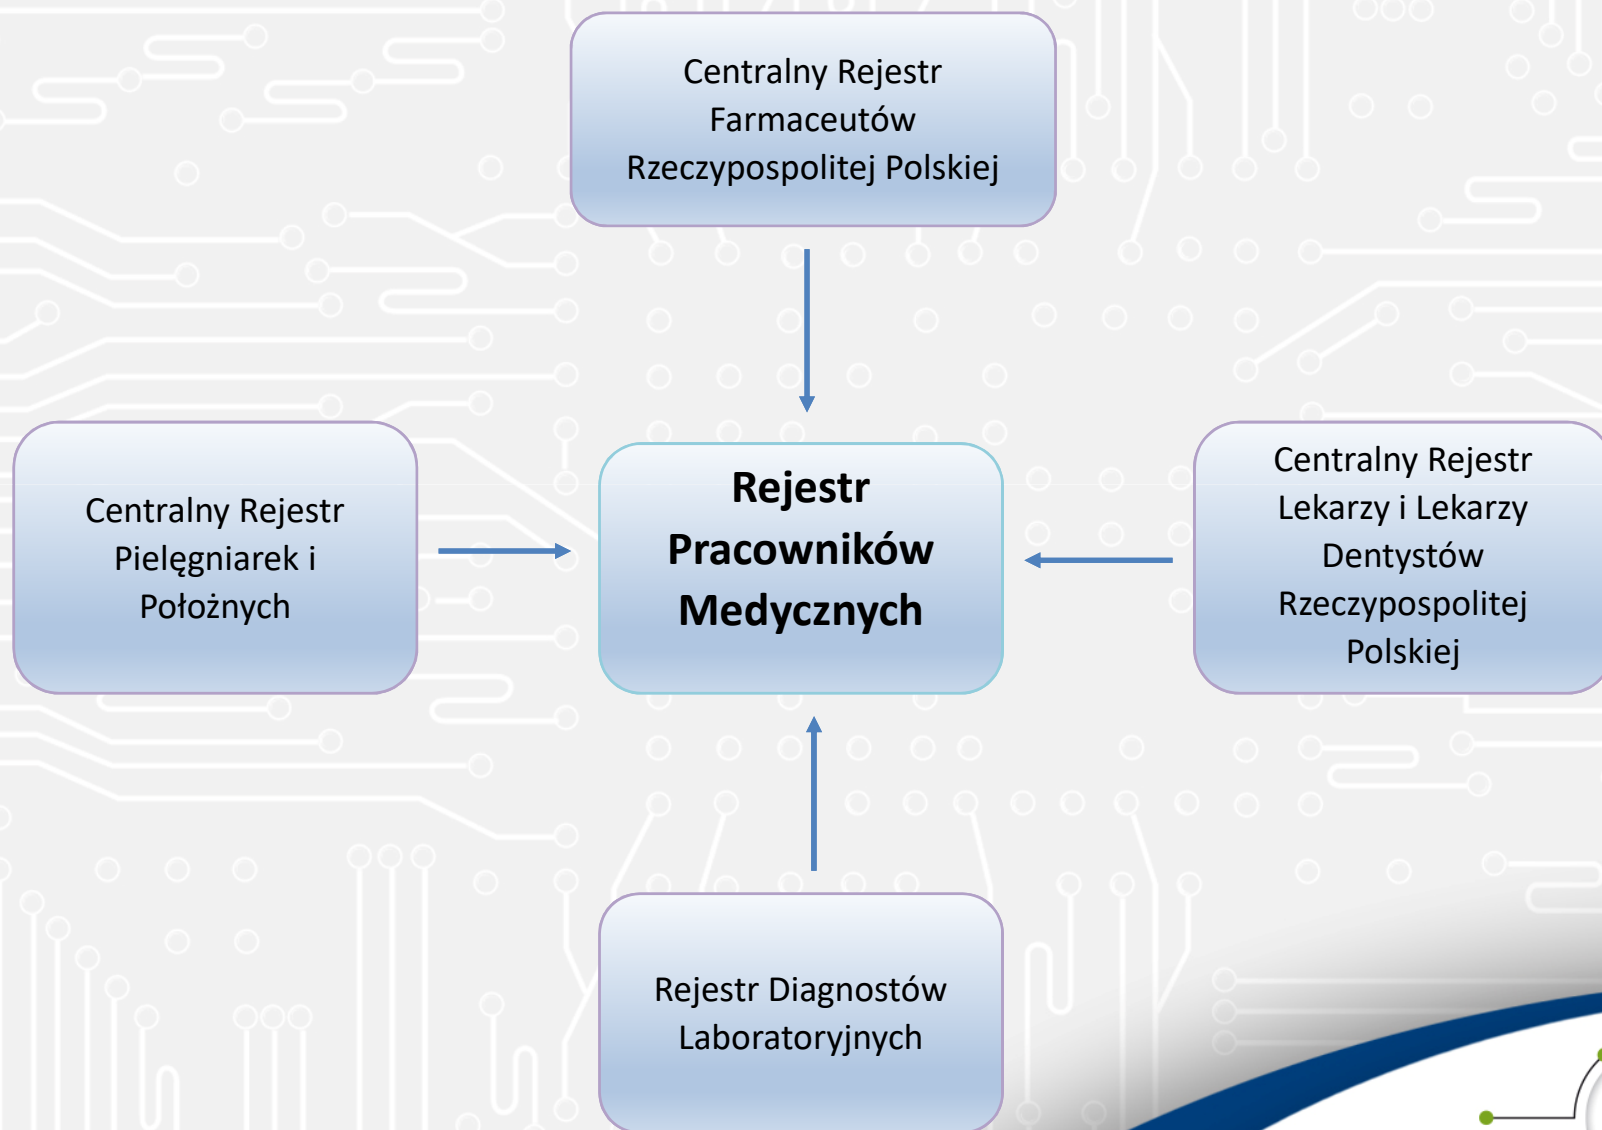 Centralny Rejestr
Farmaceutów
Rzeczypospolitej Polskiej
Centralny Rejestr
Pielęgniarek i
Położnych
Rejestr
Pracowników
Medycznych
Centralny Rejestr
Lekarzy i Lekarzy
Dentystów
Rzeczypospolitej
Polskiej
Rejestr Diagnostów
Laboratoryjnych